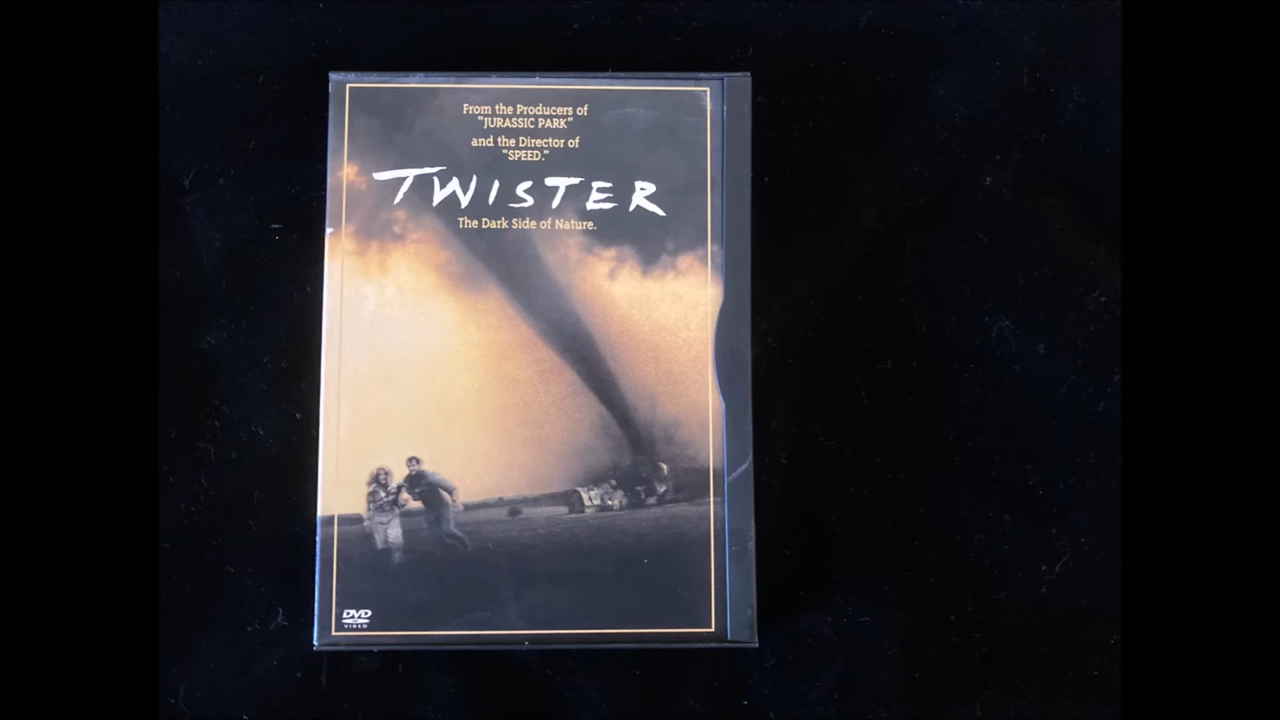 From the Producers of
"JURASSIC PARK"
and the Director of
"SPEED."
TWISTER
The Dark Side of Nature.
DVD
VIDEO